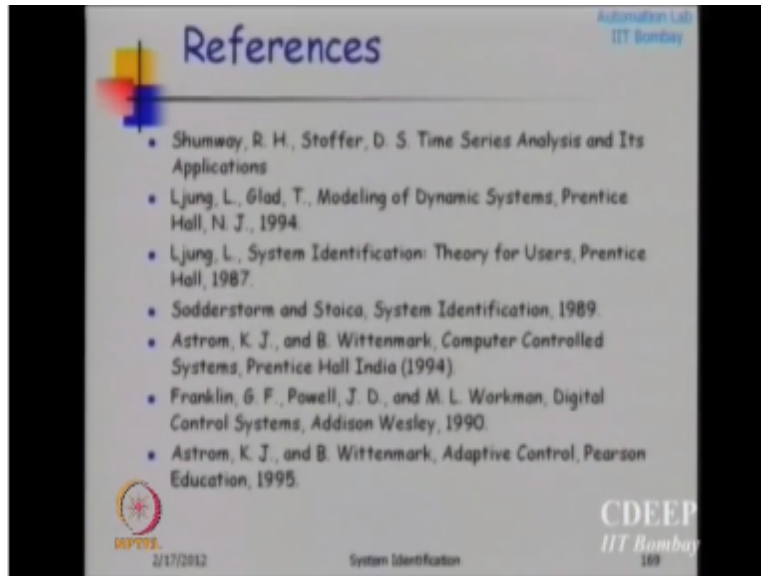 Automation Lab
IIT Bombay
References
Shumway, R. H., Stoffer, D. S. Time Series Analysis and Its
Applications
Ljung, L., Glad, T., Modeling of Dynamic Systems, Prentice
Hall, N. J., 1994.
Ljung, L., System Identification: Theory for Users, Prentice
Hall, 1987.
Sodderstorm and Stoica, System Identification, 1989.
Astrom, K. J., and B. Wittenmark, Computer Controlled
Systems, Prentice Hall India (1994).
Franklin, G. F., Powell, J. D., and M. L. Workman, Digital
Control Systems, Addison Wesley, 1990.
Astrom, K. J., and B. Wittenmark, Adaptive Control, Pearson
Education, 1995.
NPTEL
CDEEP
IIT Bombay
2/17/2012
System Identification
169